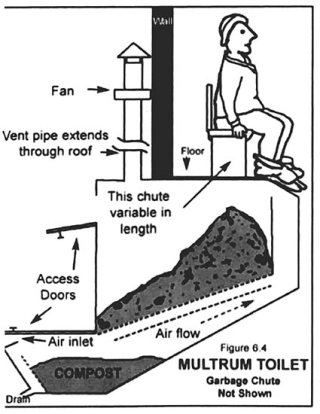 Wall
Fan
Vent pipe extends
through roof
Floor
This chute
variable in
length
Access
Doors
Air inlet
Air flow
Figure 6.4
MULTRUM TOILET
Garbage Chute
Not Shown
COMPOST
Drain